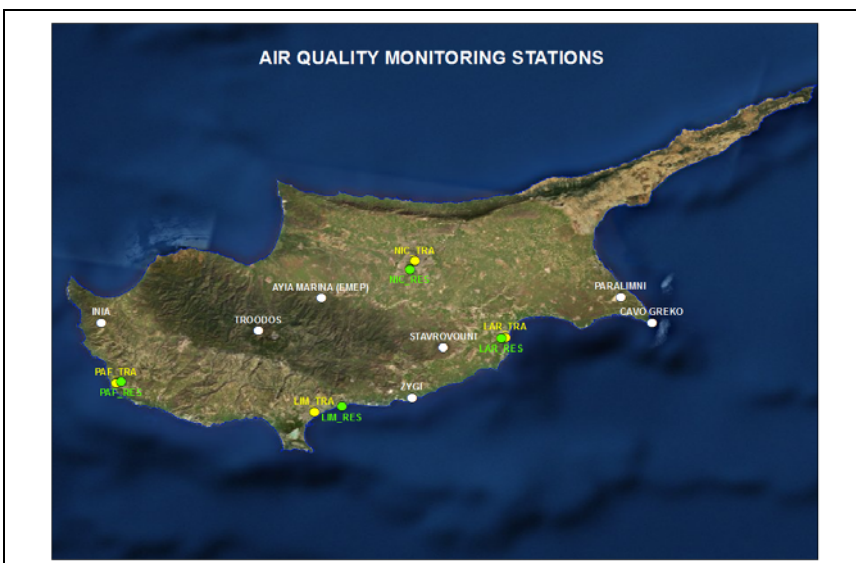 AIR QUALITY MONITORING STATIONS
NIC_TRA
NIC_RES
AYIA MARINA (EMEP)
PARALIMNI
INIA
TROODOS
CAVO GREKO
LAR_TRA
STAVROVOUNI
LAR_RES
PAF_TRA
PAF_RES
ZYGI
LIM_TRA
LIM_RES